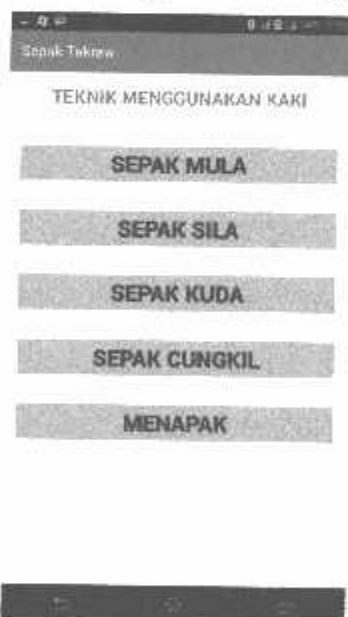 Sepak Takraw
TEKNIK MENGGUNAKAN KAKI
SEPAK MULA
SEPAK SILA
SEPAK KUDA
SEPAK CUNGKIL
MENAPAK